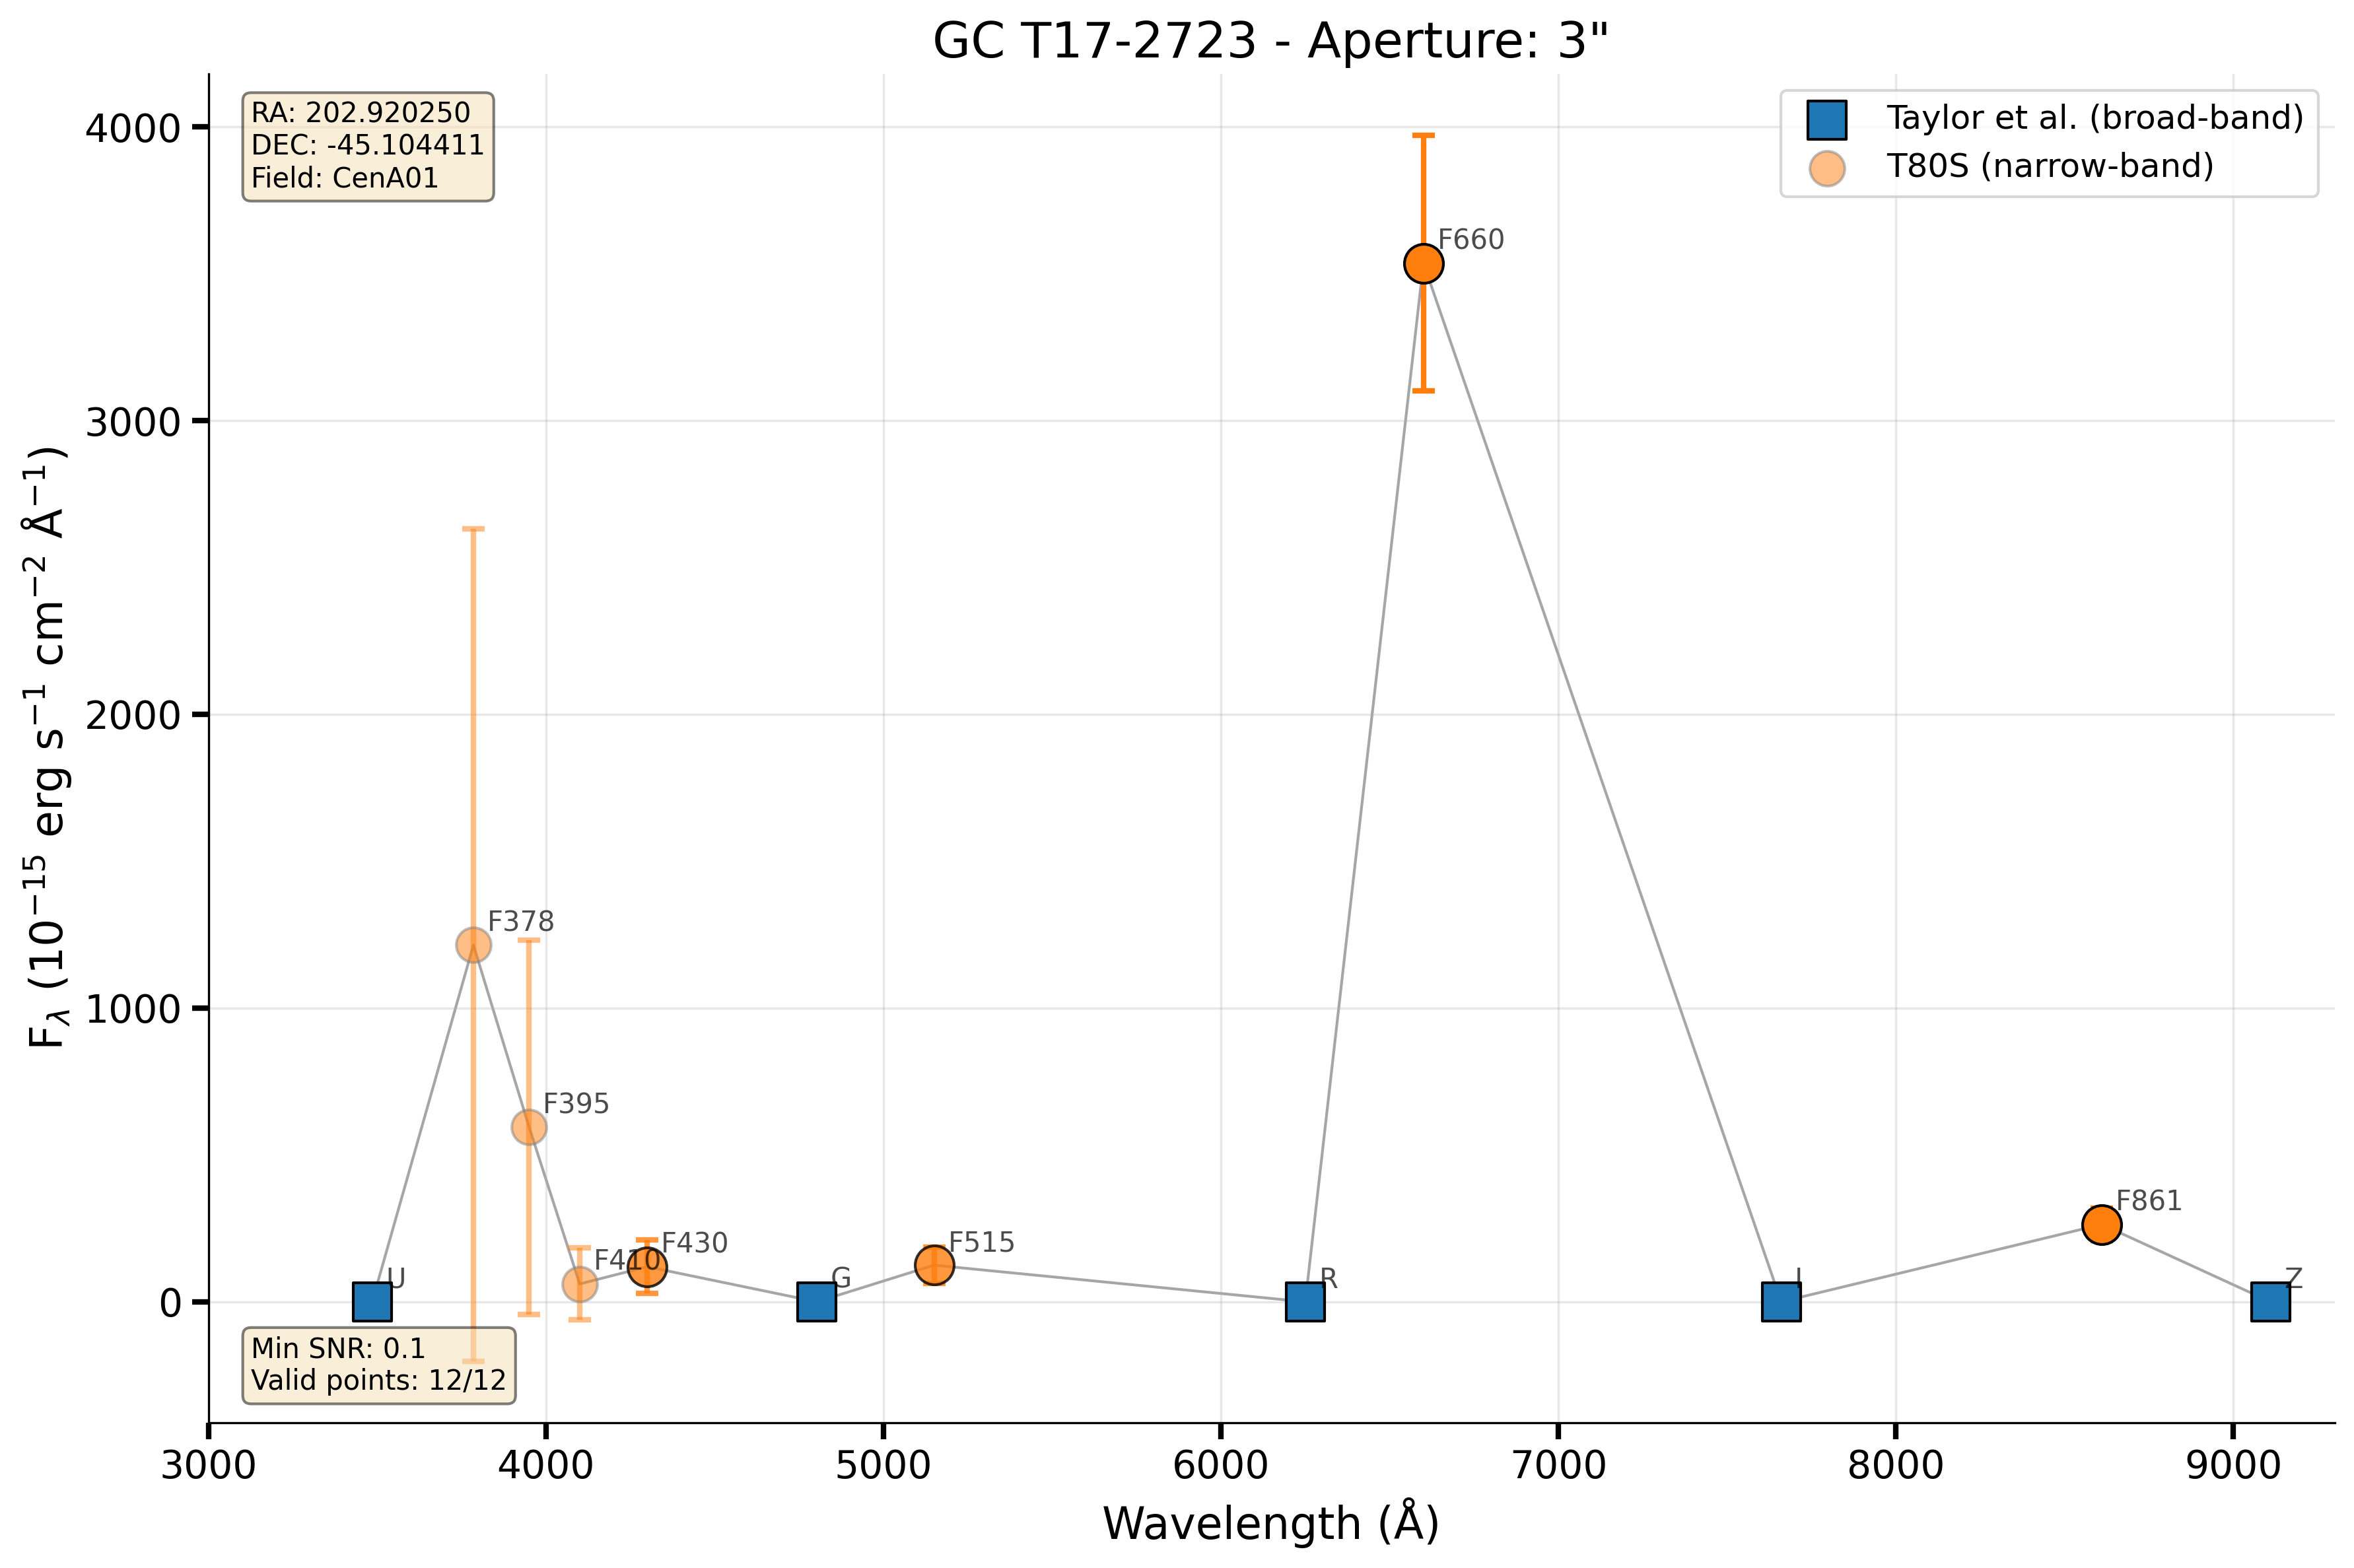 GC T17-2723 - Aperture: 3"
RA: 202.920250
DEC: -45.104411
Field: CenA01
Taylor et al. (broad-band)
T80S (narrow-band)
4000
3000
2000
1000
0
F_λ (10⁻¹⁵ erg s⁻¹ cm⁻² Å⁻¹)
F660
F378
F395
F410
F430
F515
F861
U
G
R
I
Z
Min SNR: 0.1
Valid points: 12/12
3000 4000 5000 6000 7000 8000 9000
Wavelength (Å)